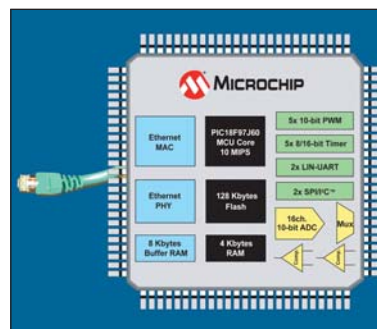 MICROCHIP
Ethernet
MAC
PIC18F97J60
MCU Core
10 MIPS
5x 10-bit PWM
5x 8/16-bit Timer
2x LIN-UART
2x SPI/I²C™
Ethernet
PHY
128 Kbytes
Flash
16ch.
10-bit ADC
Mux
8 Kbytes
Buffer RAM
4 Kbytes
RAM
Comp
Comp